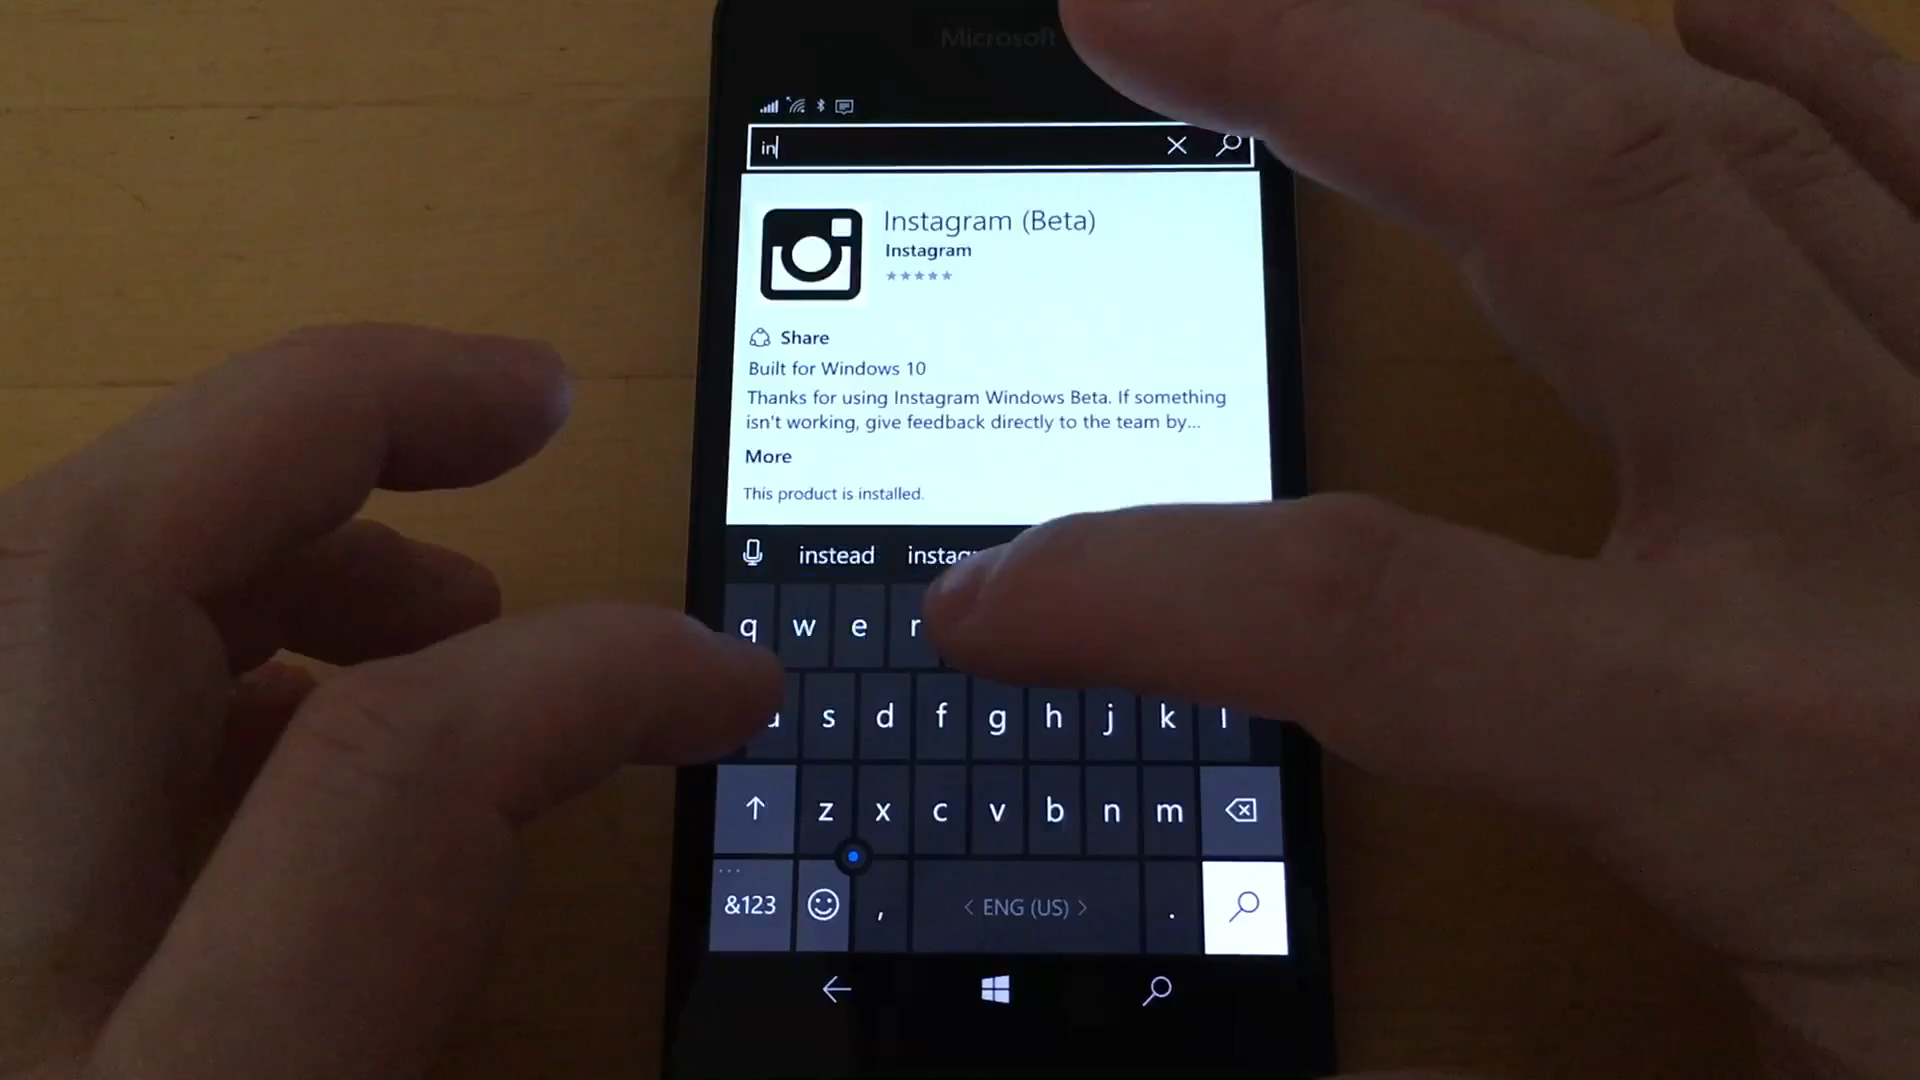 Microsoft
in
Instagram (Beta)
Instagram
Share
Built for Windows 10
Thanks for using Instagram Windows Beta. If something
isn't working, give feedback directly to the team by...
More
This product is installed.
instead instag
q w e r
s d f g h j k l
z x c v b n m
&123 , < ENG (US) > .